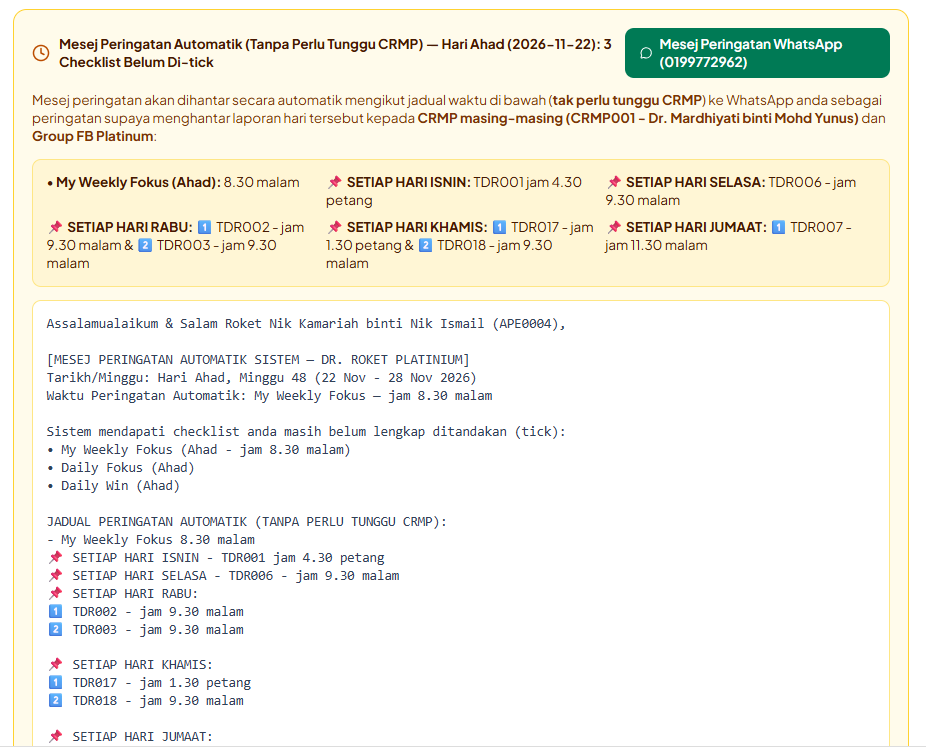 Mesej Peringatan Automatik (Tanpa Perlu Tunggu CRMP) — Hari Ahad (2026-11-22): 3
Checklist Belum Di-tick
Mesej Peringatan WhatsApp
(0199772962)
Mesej peringatan akan dihantar secara automatik mengikut jadual waktu di bawah (tak perlu tunggu CRMP) ke WhatsApp anda sebagai
peringatan supaya menghantar laporan hari tersebut kepada CRMP masing-masing (CRMP001 - Dr. Mardhiyati binti Mohd Yunus) dan
Group FB Platinum:
• My Weekly Fokus (Ahad): 8.30 malam
📌 SETIAP HARI ISNIN: TDR001 jam 4.30
petang
📌 SETIAP HARI SELASA: TDR006 - jam
9.30 malam
📌 SETIAP HARI RABU: 1️⃣ TDR002 - jam
9.30 malam & 2️⃣ TDR003 - jam 9.30
malam
📌 SETIAP HARI KHAMIS: 1️⃣ TDR017 - jam
1.30 petang & 2️⃣ TDR018 - jam 9.30
malam
📌 SETIAP HARI JUMAAT: 1️⃣ TDR007 -
jam 11.30 malam
Assalamualaikum & Salam Roket Nik Kamariah binti Nik Ismail (APE0004),
[MESEJ PERINGATAN AUTOMATIK SISTEM — DR. ROKET PLATINIUM]
Tarikh/Minggu: Hari Ahad, Minggu 48 (22 Nov - 28 Nov 2026)
Waktu Peringatan Automatik: My Weekly Fokus — jam 8.30 malam
Sistem mendapati checklist anda masih belum lengkap ditandakan (tick):
• My Weekly Fokus (Ahad - jam 8.30 malam)
• Daily Fokus (Ahad)
• Daily Win (Ahad)
JADUAL PERINGATAN AUTOMATIK (TANPA PERLU TUNGGU CRMP):
- My Weekly Fokus 8.30 malam
📌 SETIAP HARI ISNIN - TDR001 jam 4.30 petang
📌 SETIAP HARI SELASA - TDR006 - jam 9.30 malam
📌 SETIAP HARI RABU:
1️⃣ TDR002 - jam 9.30 malam
2️⃣ TDR003 - jam 9.30 malam
📌 SETIAP HARI KHAMIS:
1️⃣ TDR017 - jam 1.30 petang
2️⃣ TDR018 - jam 9.30 malam
📌 SETIAP HARI JUMAAT: